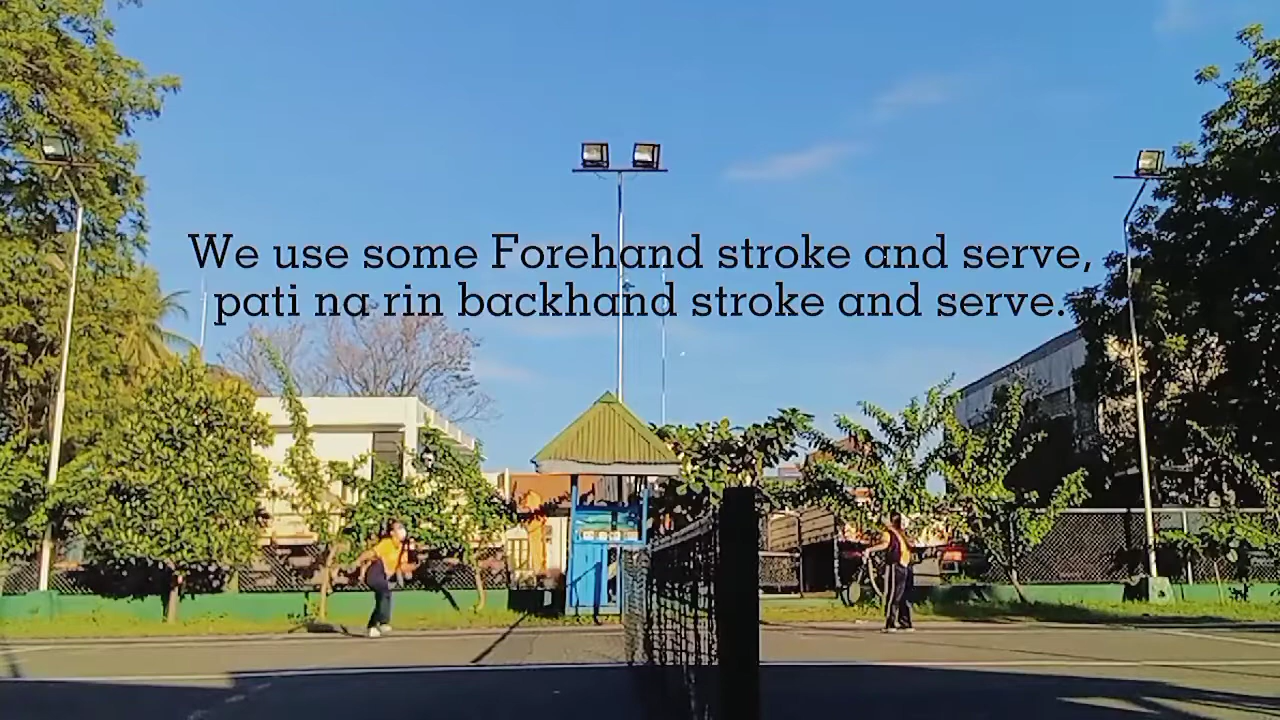 We use some Forehand stroke and serve,
pati na rin backhand stroke and serve.